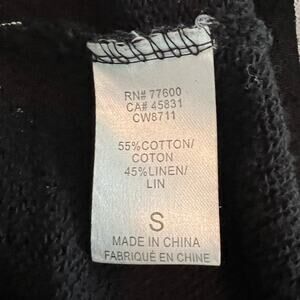 RN# 77600
CA# 45831
CW8711
55%COTTON/
COTON
45%LINEN/
LIN
S
MADE IN CHINA
FABRIQUÉ EN CHINE